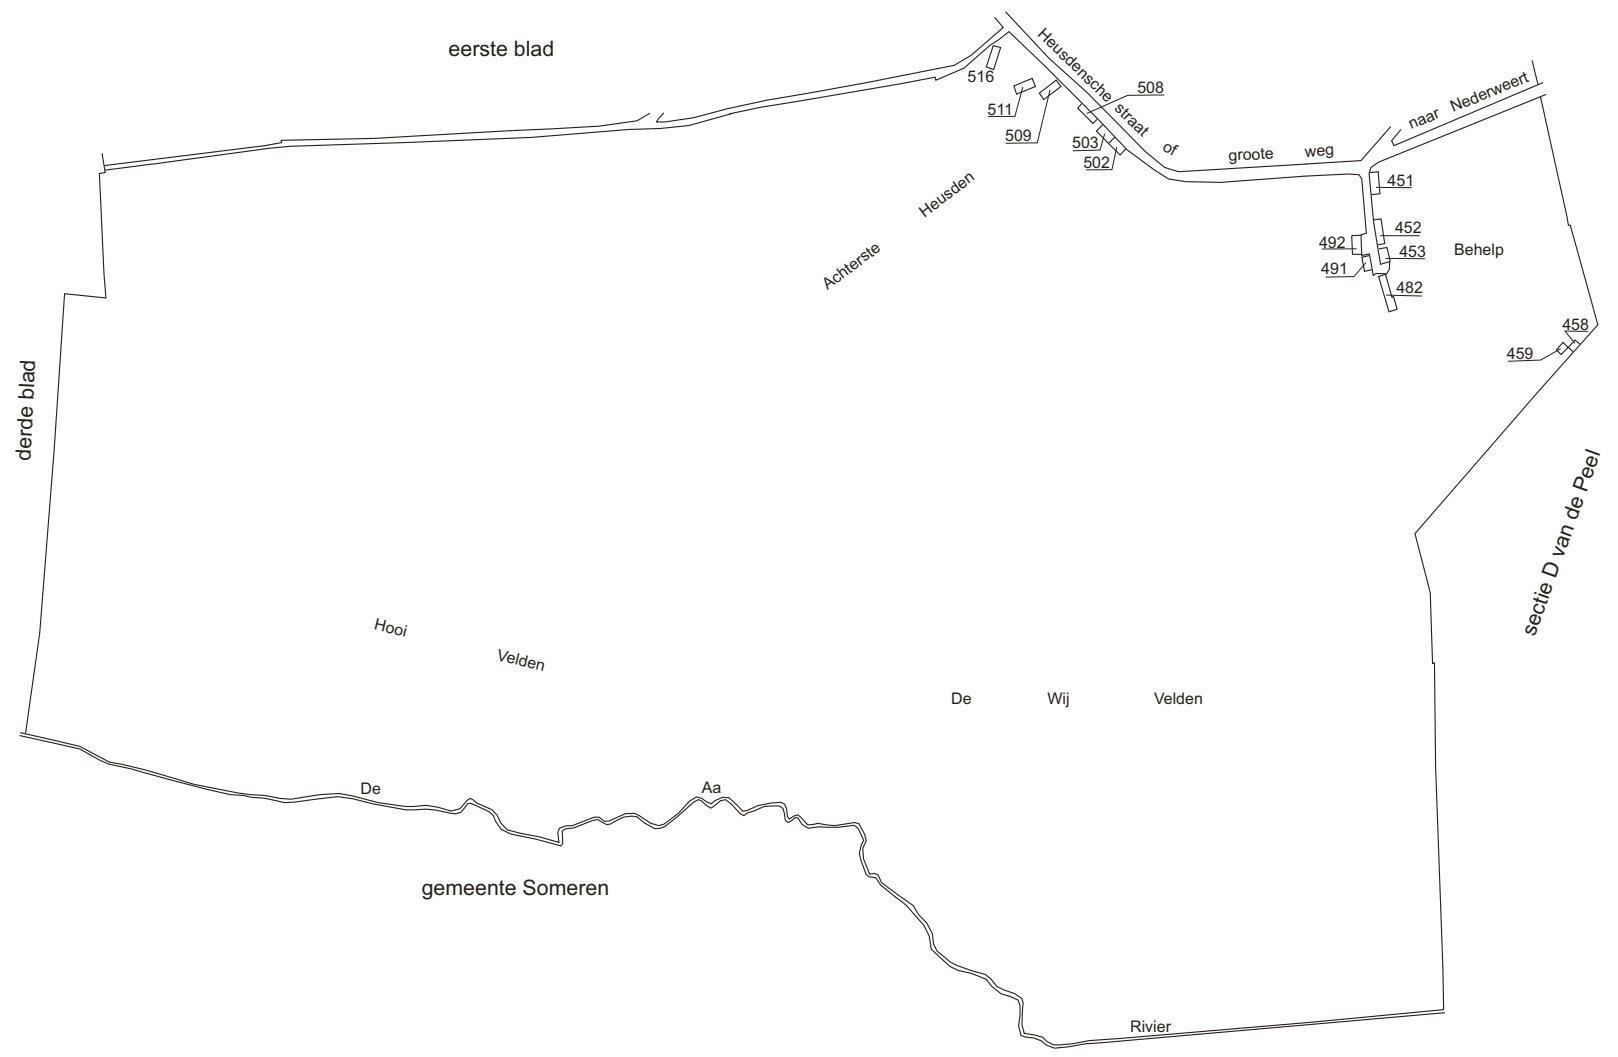 eerste blad
Heusdensche straat of groote weg
naar Nederweert
516
511
509
508
503
502
451
452
453
492
491
482
Behelp
458
459
Achterste Heusden
derde blad
sectie D van de Peel
Hooi Velden
De Wij Velden
De Aa Rivier
gemeente Someren